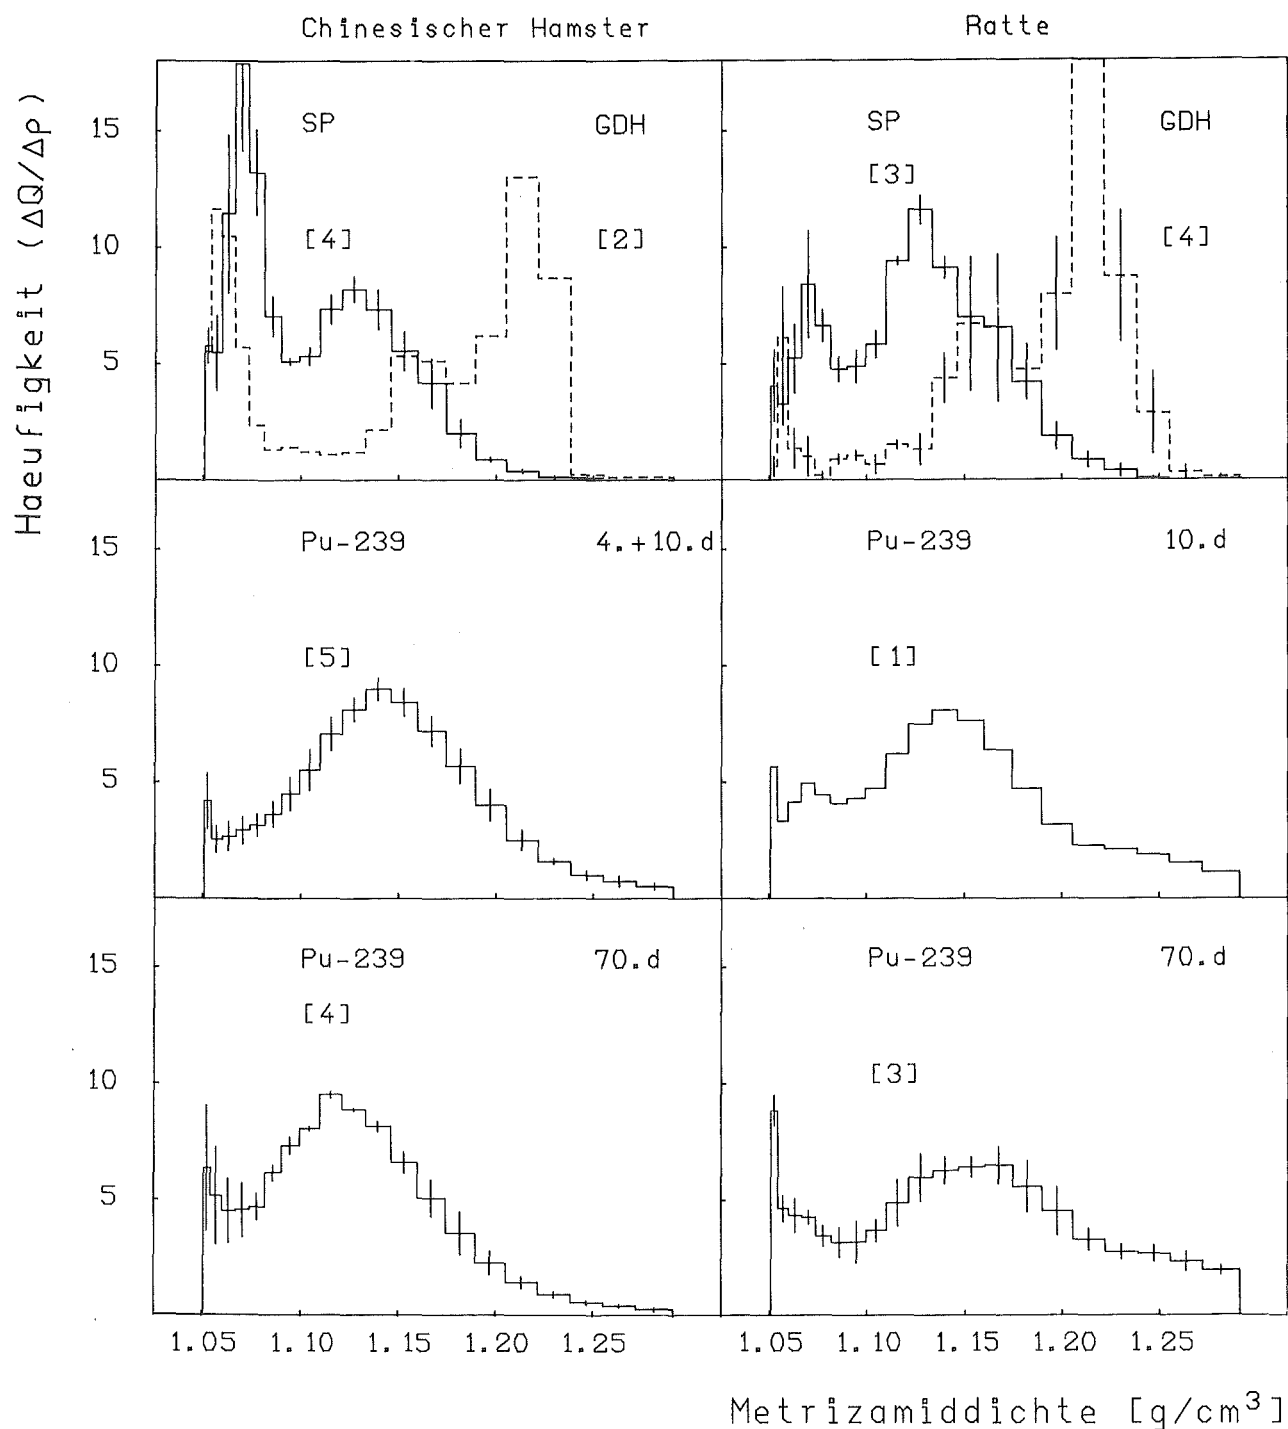 Chinesischer Hamster Ratte
Haeufigkeit (ΔQ/Δρ)
15 SP GDH SP GDH
[3]
10 [4] [2] [4]
5
15 Pu-239 4.+10.d Pu-239 10.d
10 [5] [1]
5
15 Pu-239 70.d Pu-239 70.d
[4]
10 [3]
5
1.05 1.10 1.15 1.20 1.25 1.05 1.10 1.15 1.20 1.25
Metrizamiddichte [g/cm³]